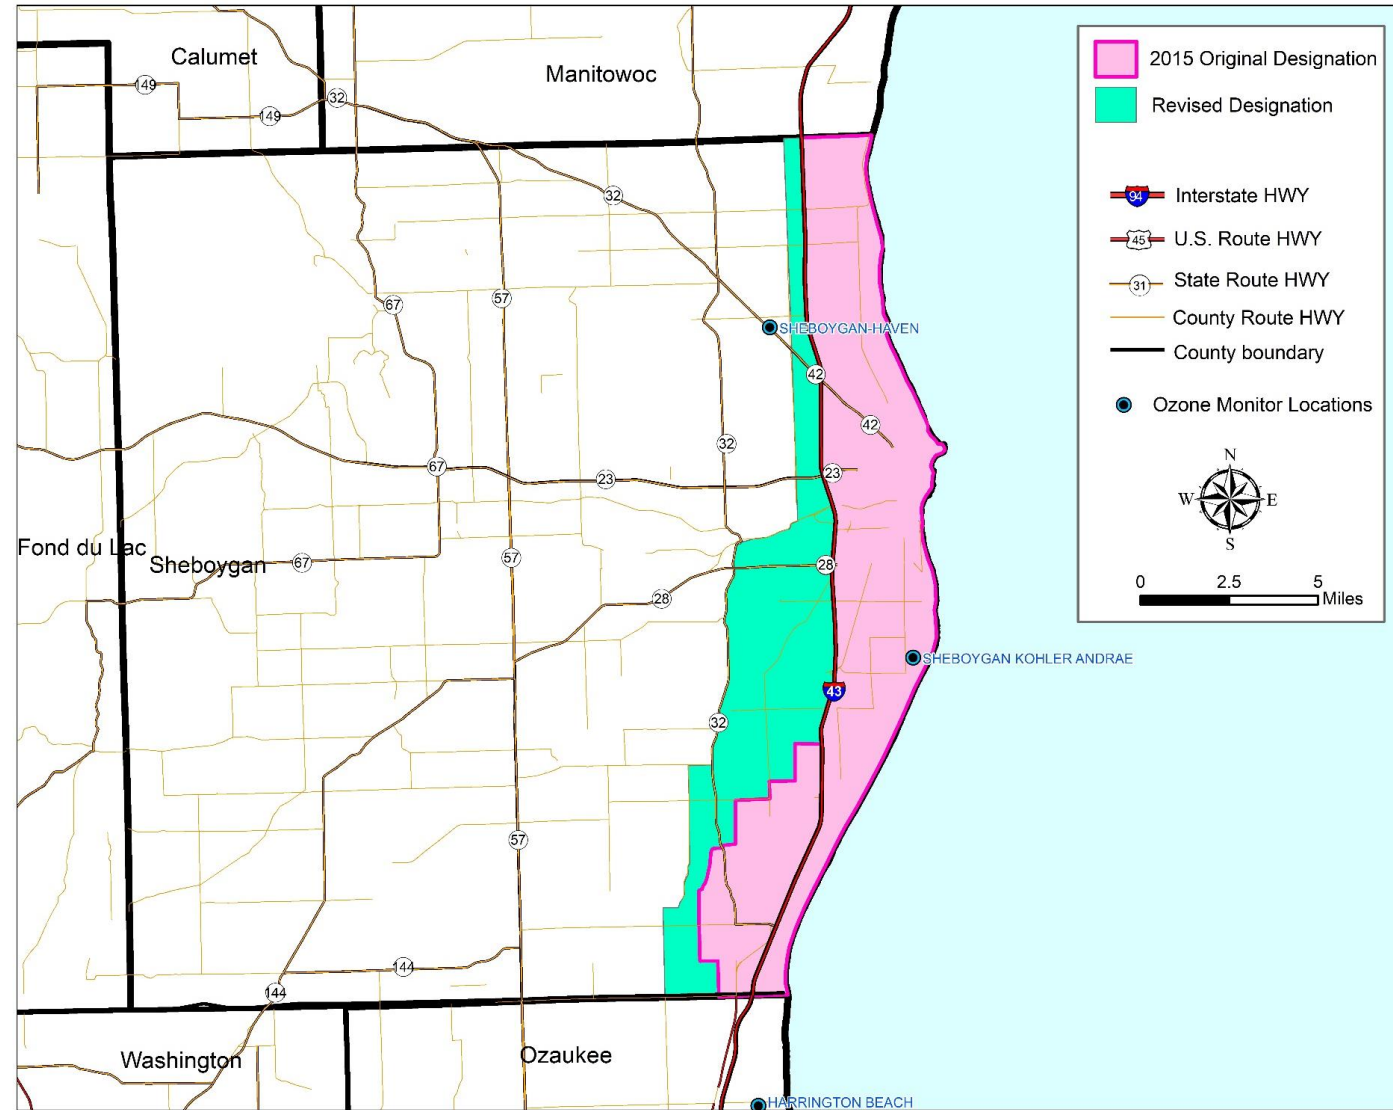 Calumet
Manitowoc
149
149
32
32
67
57
SHEBOYGAN-HAVEN
42
42
32
67
23
23
Fond du Lac
Sheboygan
67
57
28
28
SHEBOYGAN KOHLER ANDRAE
43
32
57
144
144
Washington
Ozaukee
HARRINGTON BEACH
2015 Original Designation
Revised Designation
94
Interstate HWY
45
U.S. Route HWY
31
State Route HWY
County Route HWY
County boundary
Ozone Monitor Locations
N
W
E
S
0 2.5 5
Miles